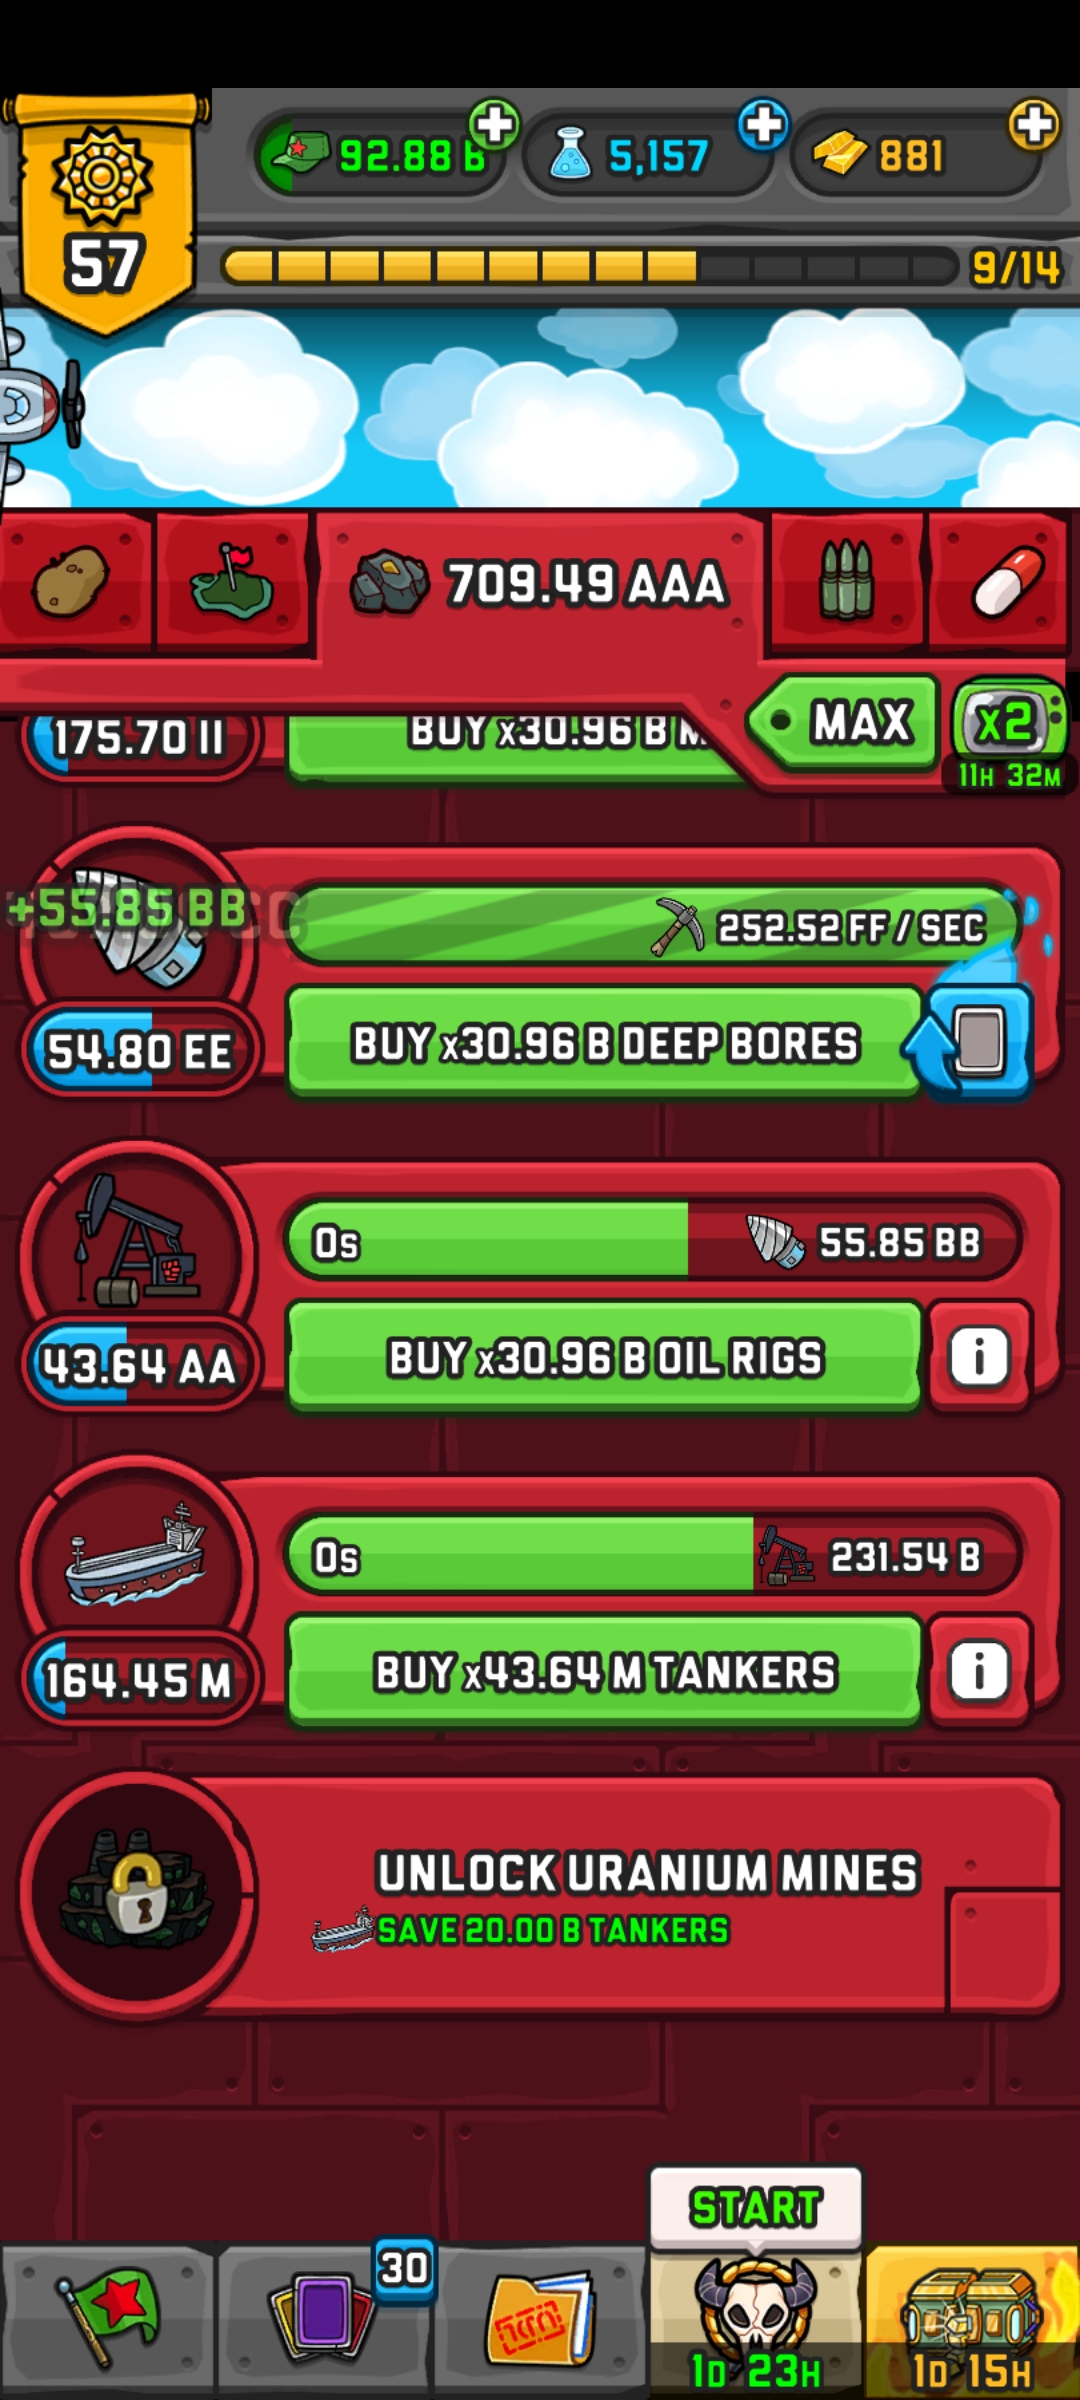 92.88 B
5,157
881
57
9/14
709.49 AAA
MAX
x2
11H 32M
175.70 II
BUY x30.96 B
+55.85 BB
252.52 FF / SEC
54.80 EE
BUY x30.96 B DEEP BORES
0s
55.85 BB
43.64 AA
BUY x30.96 B OIL RIGS
i
0s
231.54 B
164.45 M
BUY x43.64 M TANKERS
i
UNLOCK URANIUM MINES
SAVE 20.00 B TANKERS
START
30
1D 23H
1D 15H